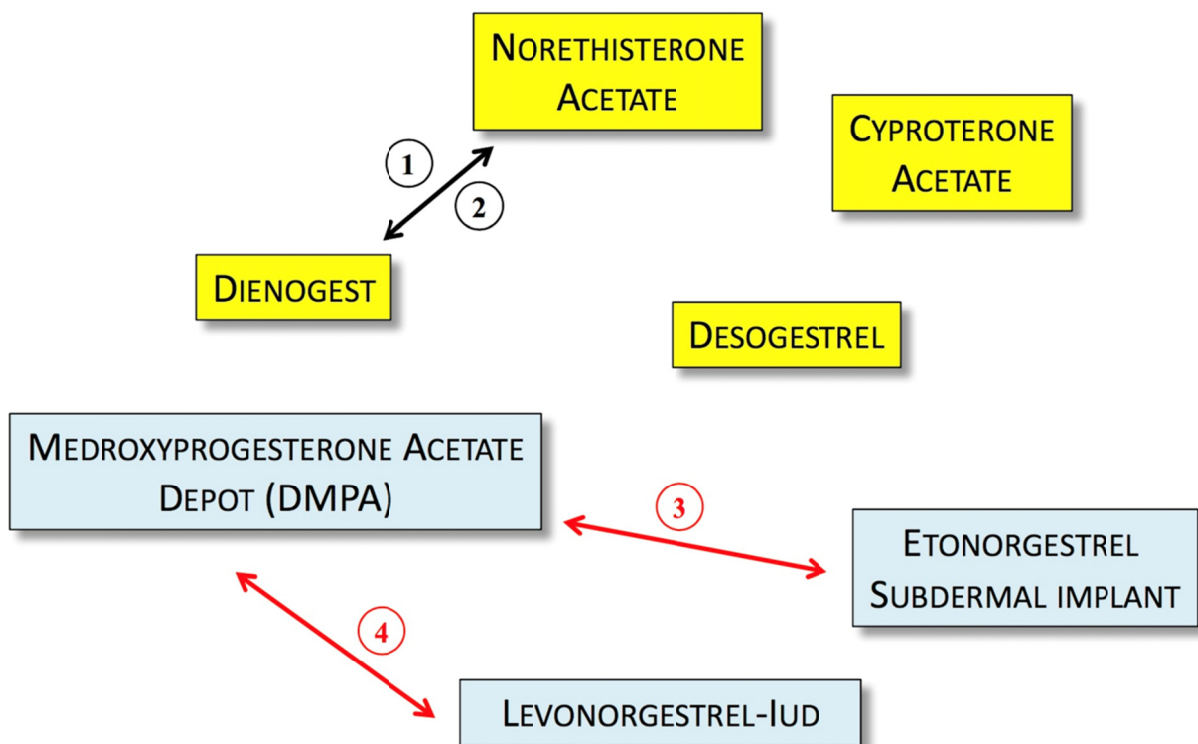 NORETHISTERONE
ACETATE
CYPROTERONE
ACETATE
1
2
DIENOGEST
DESOGESTREL
MEDROXYPROGESTERONE ACETATE
DEPOT (DMPA)
3
ETONORGESTREL
SUBDERMAL IMPLANT
4
LEVONORGESTREL-IUD